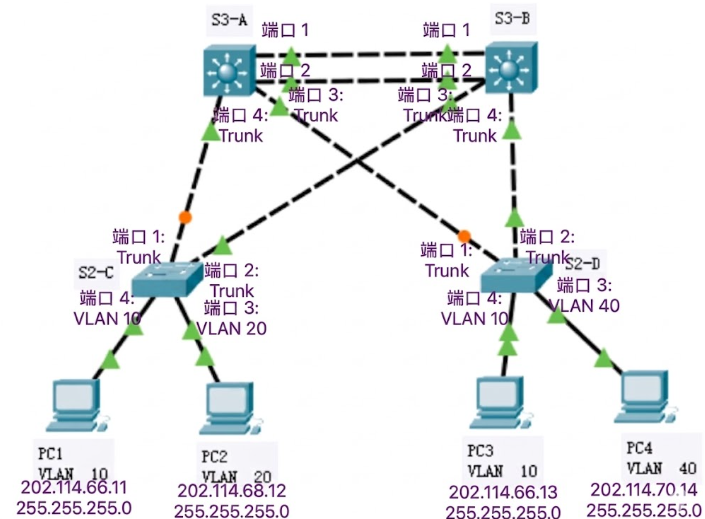 S3-A
S3-B
端口 1
端口 1
端口 2
端口 2
端口 3:
Trunk
端口 3:
Trunk
端口 4:
Trunk
端口 4:
Trunk
端口 1:
Trunk
端口 2:
Trunk
S2-C
端口 4:
VLAN 10
端口 3:
VLAN 20
端口 1:
Trunk
端口 2:
Trunk
S2-D
端口 4:
VLAN 10
端口 3:
VLAN 40
PC1
VLAN 10
202.114.66.11
255.255.255.0
PC2
VLAN 20
202.114.68.12
255.255.255.0
PC3
VLAN 10
202.114.66.13
255.255.255.0
PC4
VLAN 40
202.114.70.14
255.255.255.0